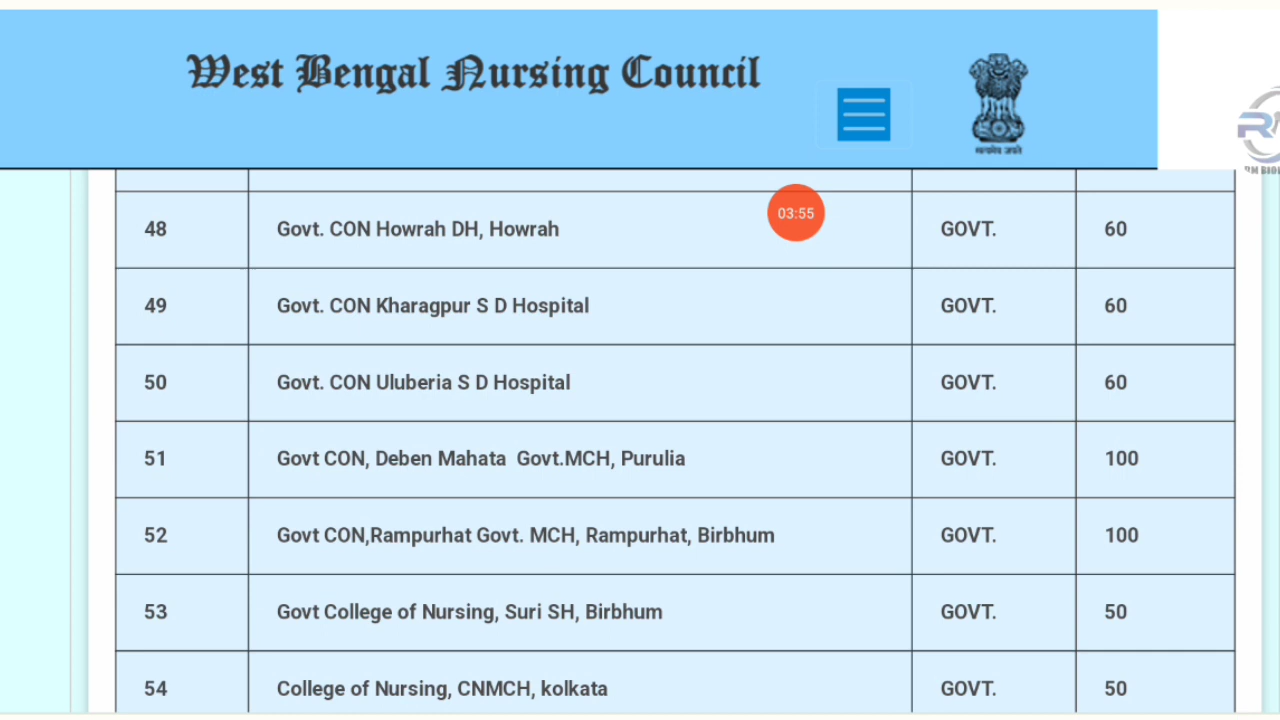 West Bengal Nursing Council
सत्यमेव जयते
03:55
48 Govt. CON Howrah DH, Howrah GOVT. 60
49 Govt. CON Kharagpur S D Hospital GOVT. 60
50 Govt. CON Uluberia S D Hospital GOVT. 60
51 Govt CON, Deben Mahata  Govt.MCH, Purulia GOVT. 100
52 Govt CON,Rampurhat Govt. MCH, Rampurhat, Birbhum GOVT. 100
53 Govt College of Nursing, Suri SH, Birbhum GOVT. 50
54 College of Nursing, CNMCH, kolkata GOVT. 50